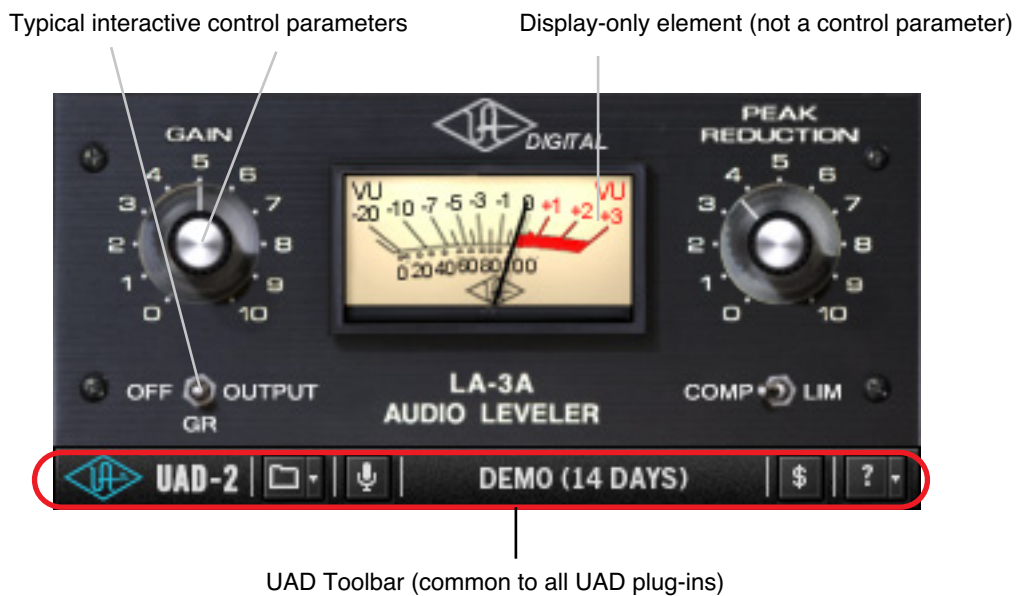 Typical interactive control parameters
Display-only element (not a control parameter)
GAIN
0 1 2 3 4 5 6 7 8 9 10
UA DIGITAL
VU VU
-20 -10 -7 -5 -3 -1 0 +1 +2 +3
0 20 40 60 80 100
PEAK
REDUCTION
0 1 2 3 4 5 6 7 8 9 10
OFF OUTPUT
GR
LA-3A
AUDIO LEVELER
COMP LIM
UA UAD-2 DEMO (14 DAYS) $ ?
UAD Toolbar (common to all UAD plug-ins)